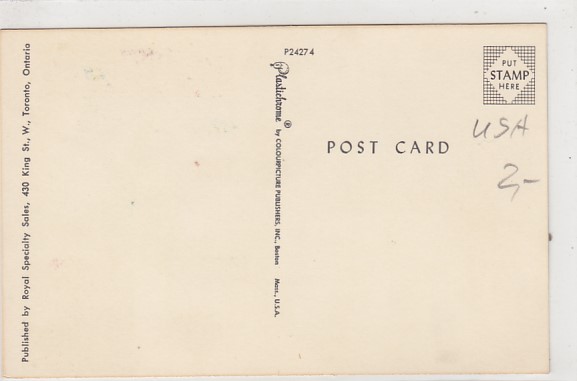 Published by Royal Specialty Sales, 430 King St., W., Toronto, Ontario
P24274
Plastichrome ® by COLOURPICTURE PUBLISHERS, INC., Boston Mass., U.S.A.
PUT
STAMP
HERE
USA
POST CARD
2,-